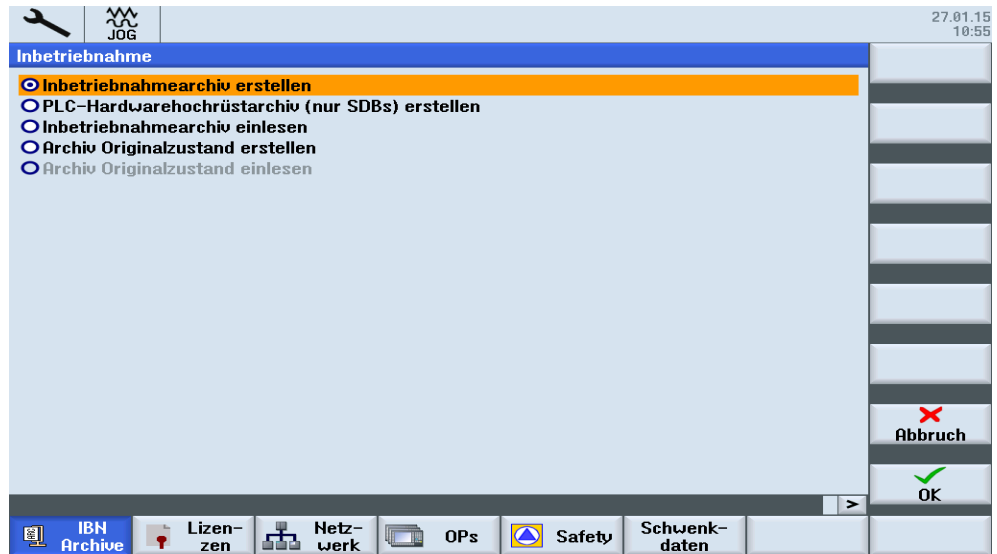 JOG
27.01.15
10:55
Inbetriebnahme
Inbetriebnahmearchiv erstellen
PLC-Hardwarehochrüstarchiv (nur SDBs) erstellen
Inbetriebnahmearchiv einlesen
Archiv Originalzustand erstellen
Archiv Originalzustand einlesen
Abbruch
OK
>
IBN
Archive
Lizen-
zen
Netz-
werk
OPs
Safety
Schwenk-
daten